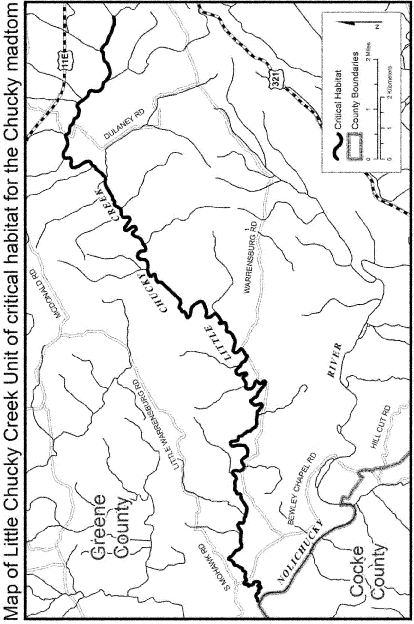 Map of Little Chucky Creek Unit of critical habitat for the Chucky madtom
11E
321
N
Critical Habitat
County Boundaries
0 1 2 Miles
0 1 2 Kilometers
DULANEY RD
MCDONALD RD
CREEK
CHUCKY
LITTLE
WARRENSBURG RD
LITTLE WARRENSBURG RD
RIVER
Greene
County
S MOHAWK RD
BEWLEY CHAPEL RD
HILL CUT RD
NOLICHUCKY
Cocke
County